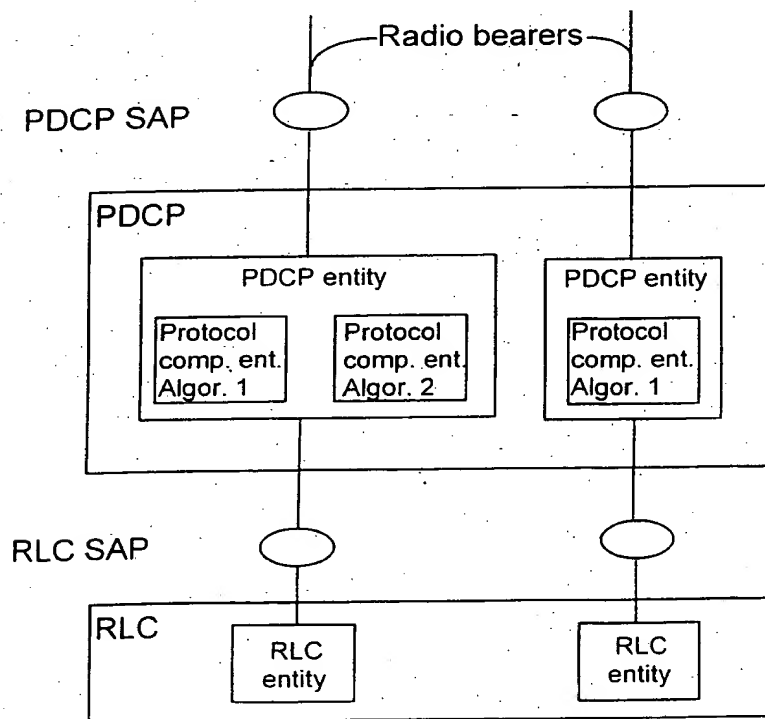 Radio bearers
PDCP SAP
PDCP
PDCP entity
PDCP entity
Protocol
comp. ent.
Algor. 1
Protocol
comp. ent.
Algor. 2
Protocol
comp. ent.
Algor. 1
RLC SAP
RLC
RLC
entity
RLC
entity